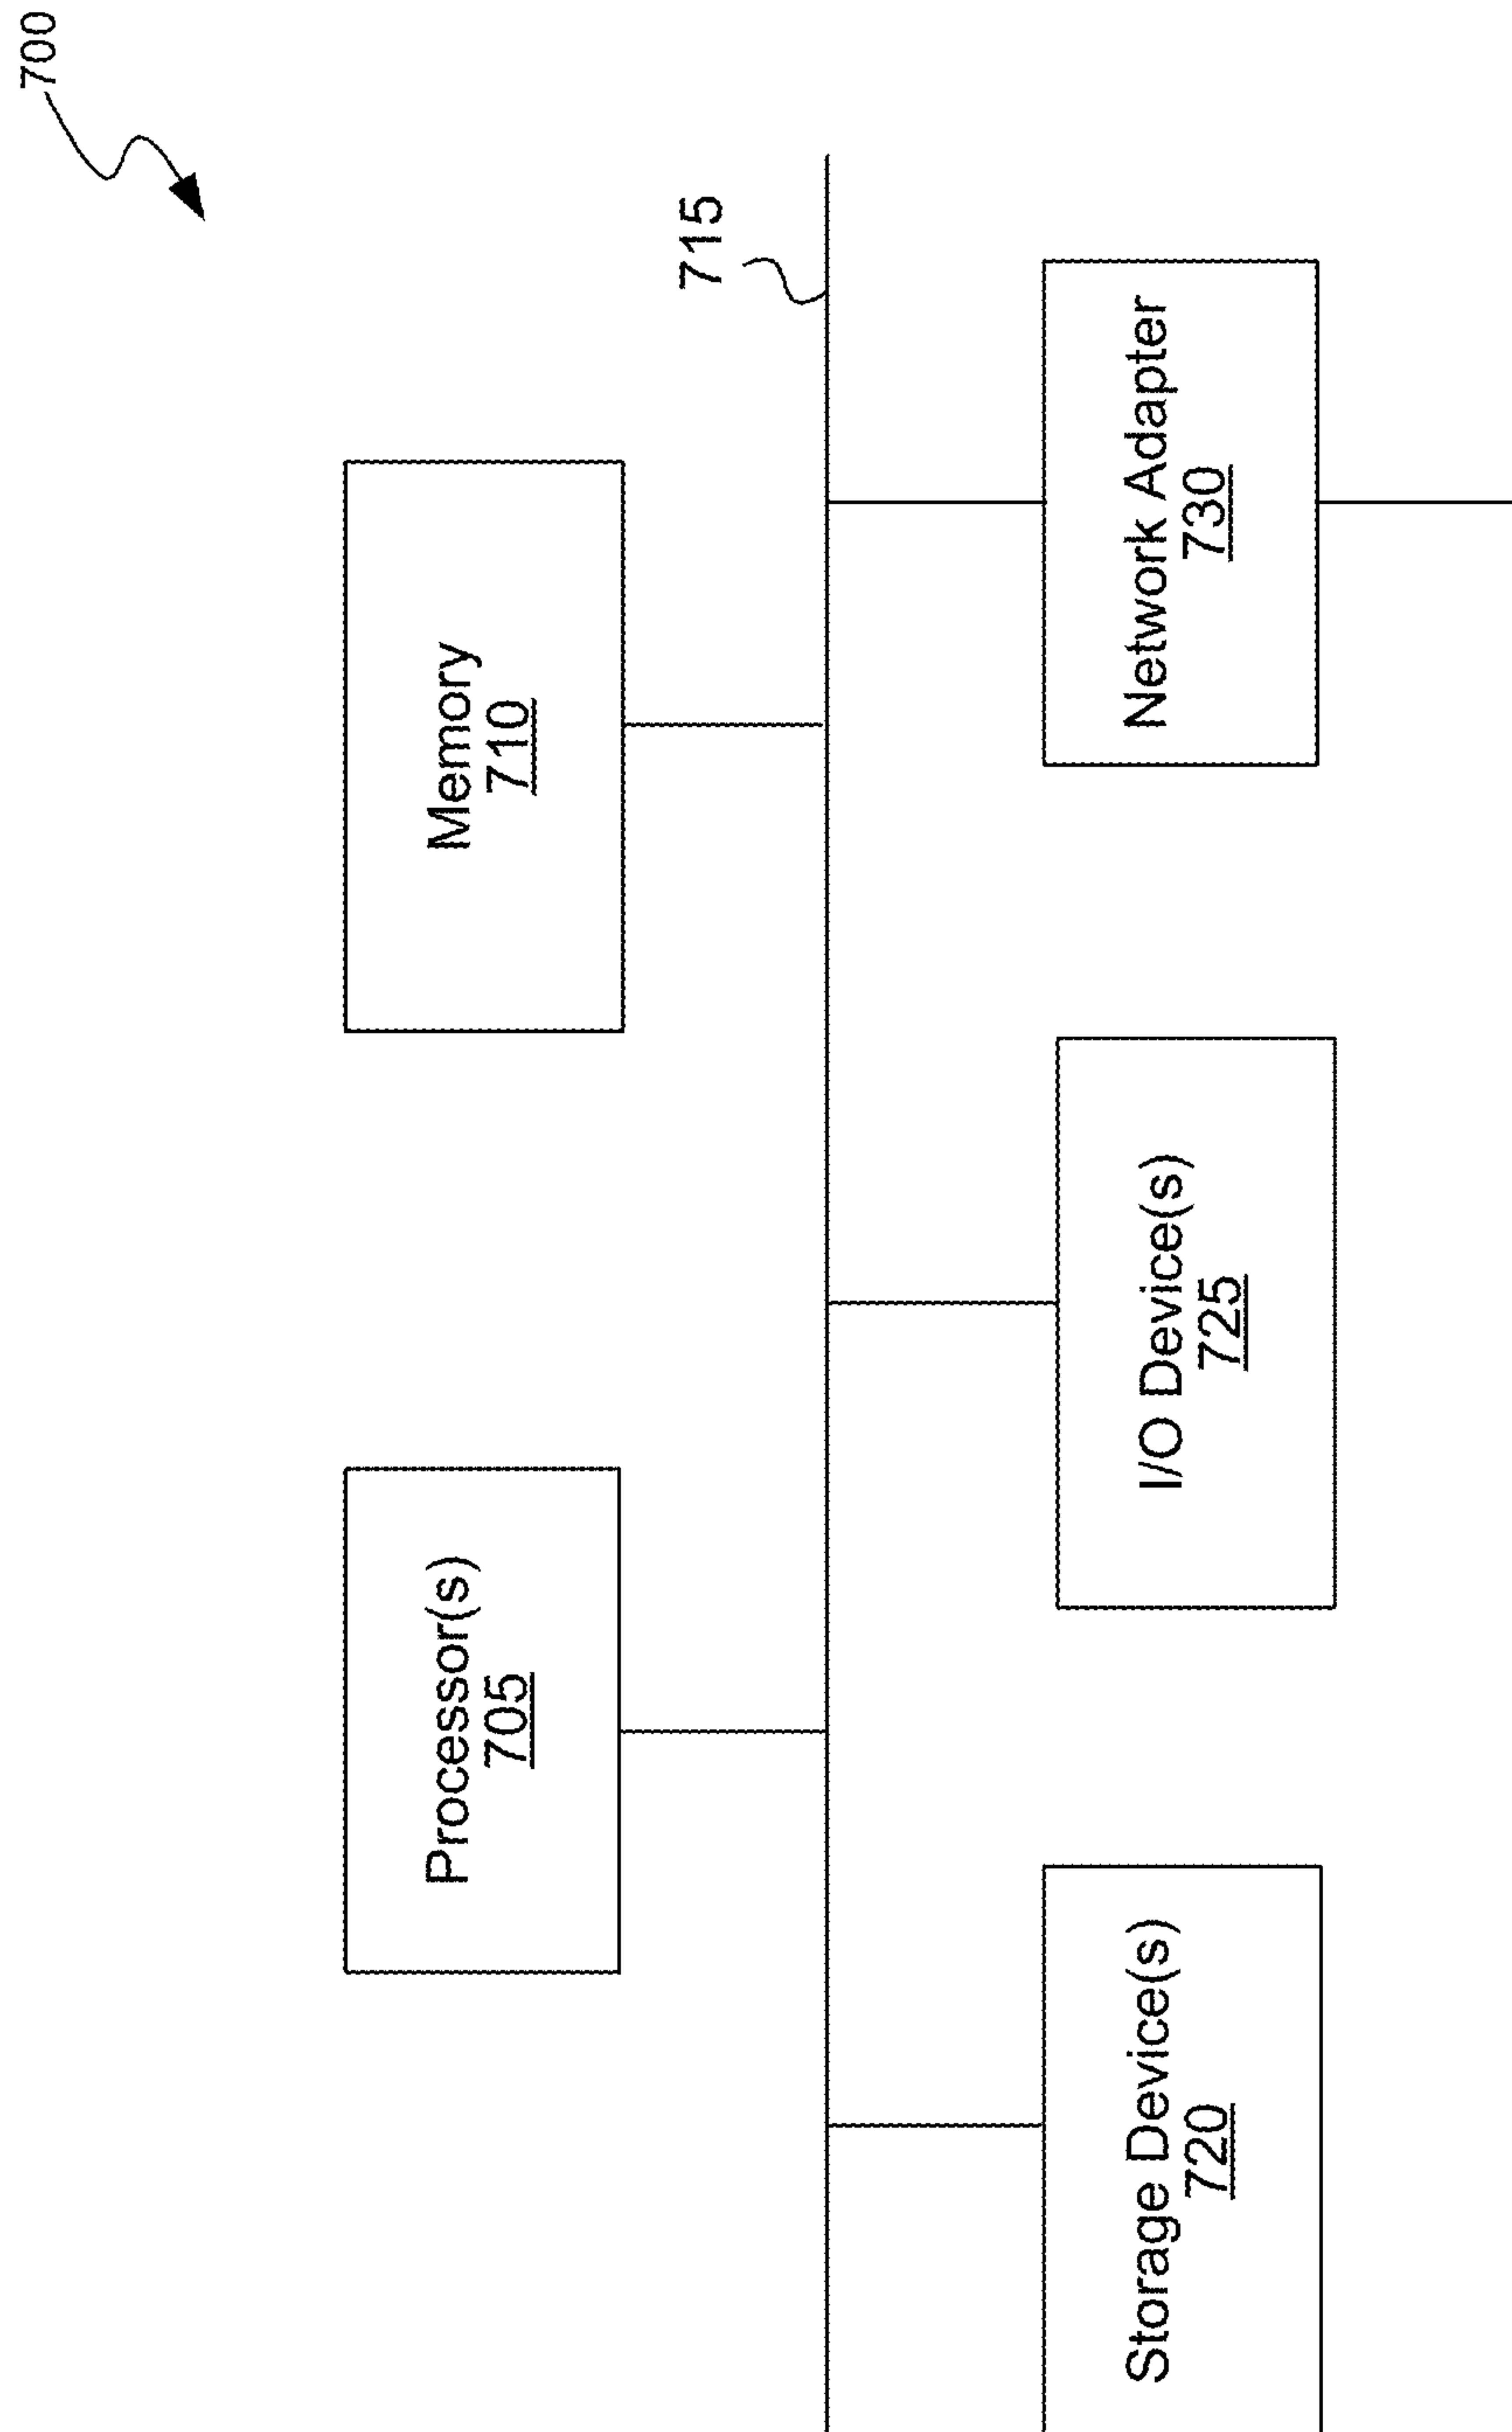 700
Processor(s)
705
Memory
710
715
Storage Device(s)
720
I/O Device(s)
725
Network Adapter
730